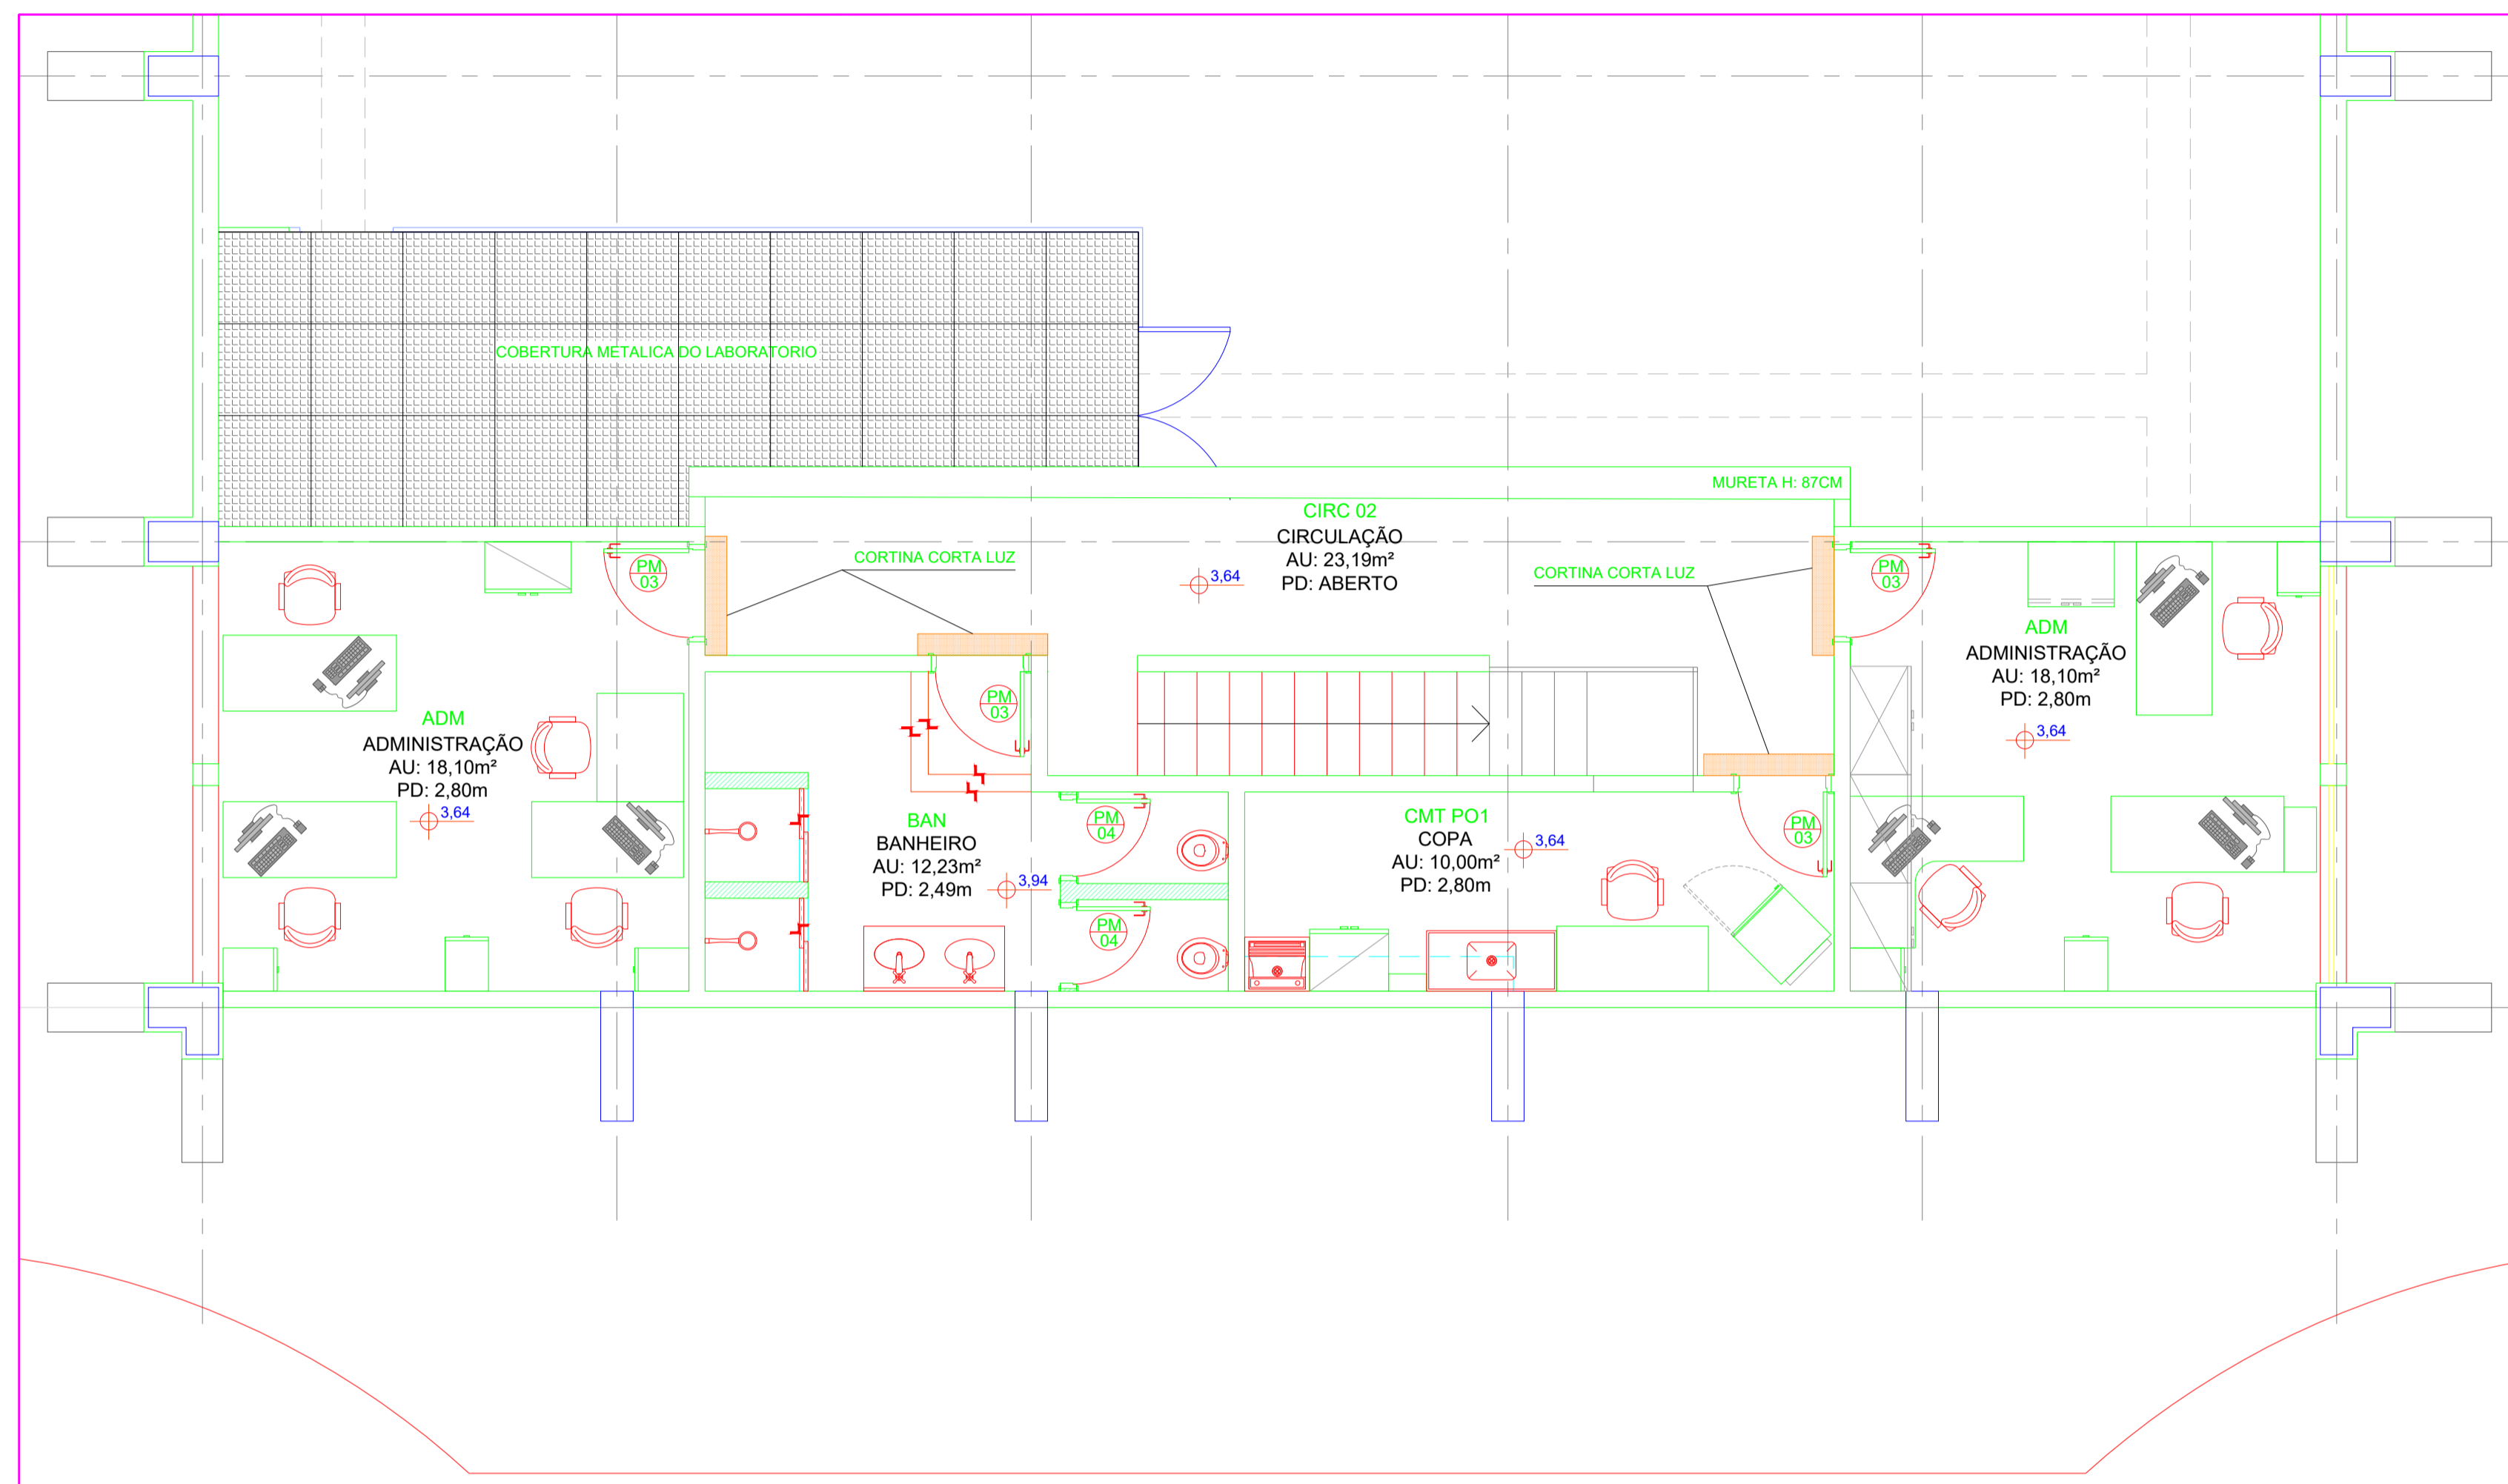 COBERTURA METALICA DO LABORATORIO
MURETA H: 87CM
CIRC 02
CIRCULAÇÃO
AU: 23,19m²
PD: ABERTO
3,64
CORTINA CORTA LUZ
CORTINA CORTA LUZ
PM
03
PM
03
PM
03
ADM
ADMINISTRAÇÃO
AU: 18,10m²
PD: 2,80m
3,64
ADM
ADMINISTRAÇÃO
AU: 18,10m²
PD: 2,80m
3,64
BAN
BANHEIRO
AU: 12,23m²
PD: 2,49m
3,94
PM
04
PM
04
CMT PO1
COPA
AU: 10,00m²
PD: 2,80m
3,64
PM
03